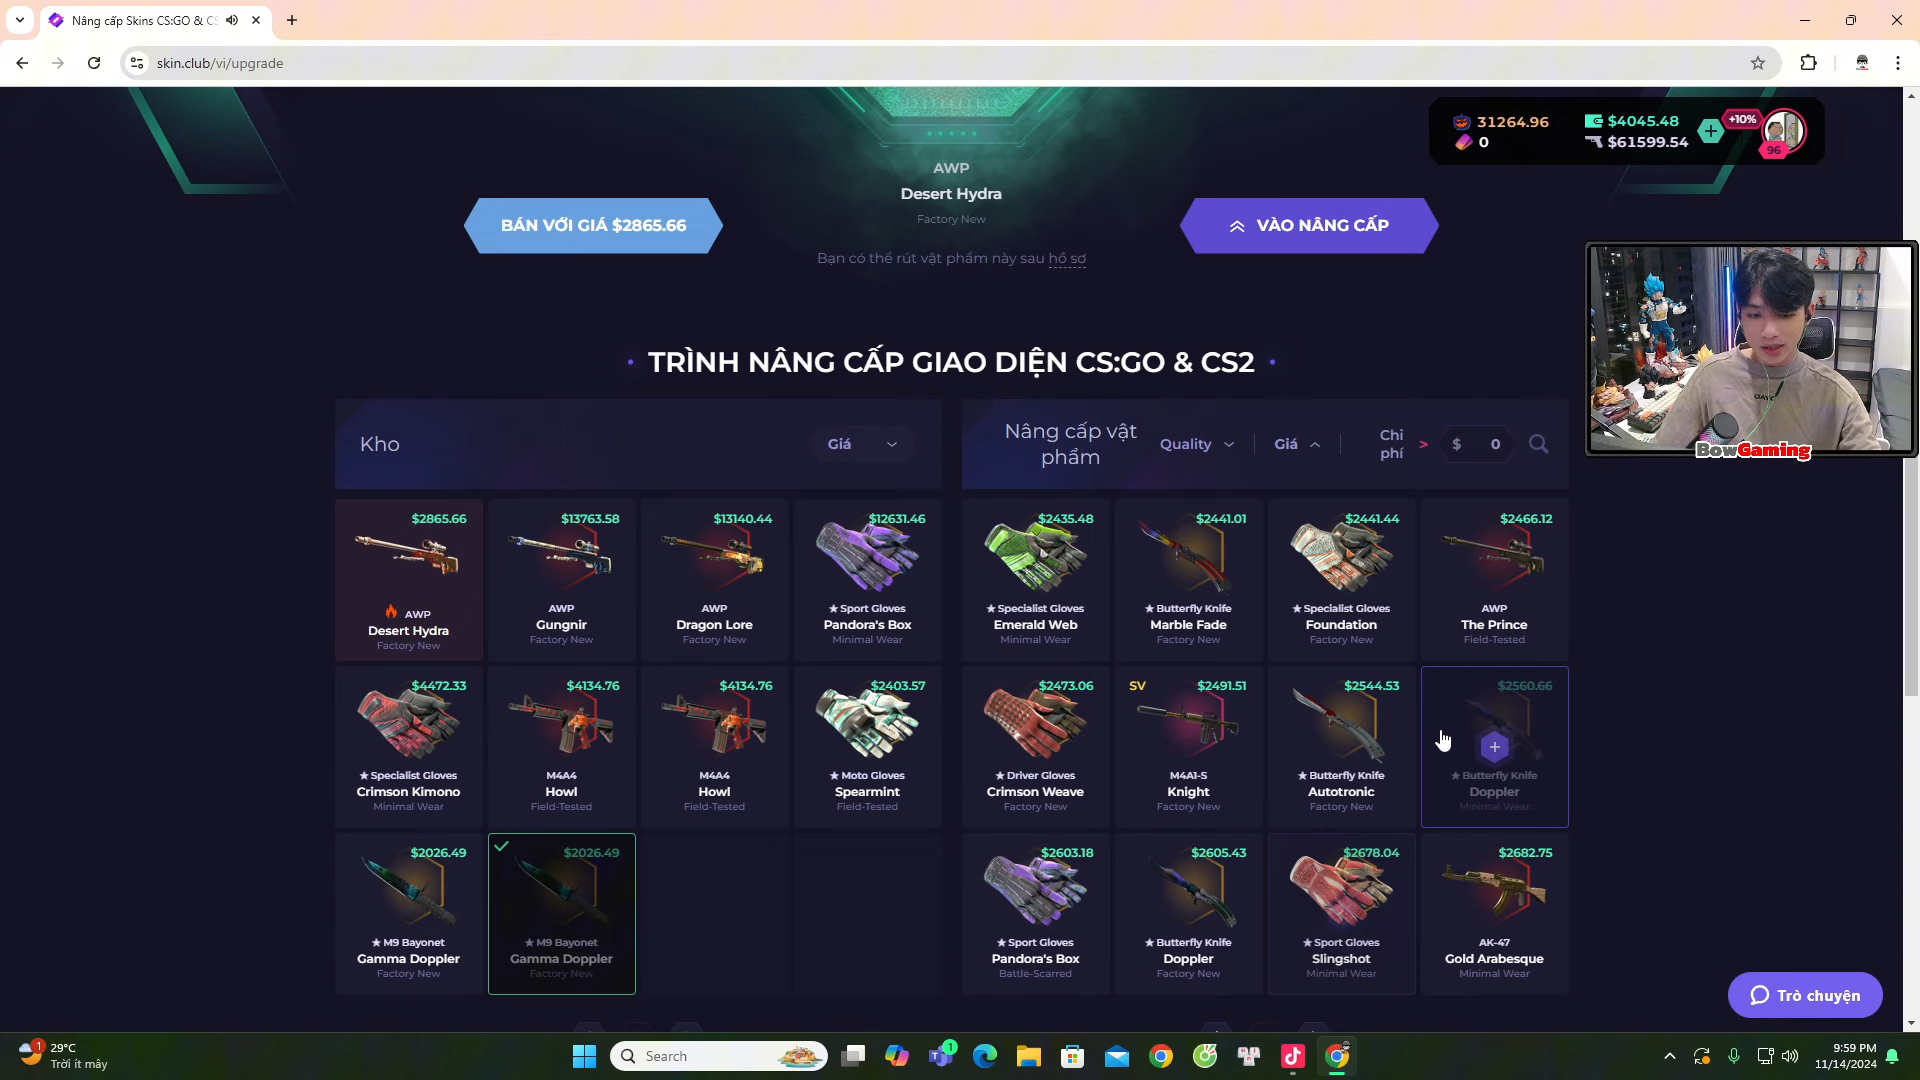 Nâng cấp Skins CS:GO & CS
skin.club/vi/upgrade
31264.96
$4045.48
+10%
0
$61599.54
96
AWP
Desert Hydra
Factory New
BÁN VỚI GIÁ $2865.66
VÀO NÂNG CẤP
Bạn có thể rút vật phẩm này sau hồ sơ
TRÌNH NÂNG CẤP GIAO DIỆN CS:GO & CS2
BowGaming
Kho
Giá
Nâng cấp vật
phẩm
Quality
Giá
Chi
phí
>
$ 0
$2865.66
AWP
Desert Hydra
Factory New
$13763.58
AWP
Gungnir
Factory New
$13140.44
AWP
Dragon Lore
Factory New
$12631.46
★ Sport Gloves
Pandora's Box
Minimal Wear
$2435.48
★ Specialist Gloves
Emerald Web
Minimal Wear
$2441.01
★ Butterfly Knife
Marble Fade
Factory New
$2441.44
★ Specialist Gloves
Foundation
Factory New
$2466.12
AWP
The Prince
Field-Tested
$4472.33
★ Specialist Gloves
Crimson Kimono
Minimal Wear
$4134.76
M4A4
Howl
Field-Tested
$4134.76
M4A4
Howl
Field-Tested
$2403.57
★ Moto Gloves
Spearmint
Field-Tested
$2473.06
★ Driver Gloves
Crimson Weave
Factory New
SV $2491.51
M4A1-S
Knight
Factory New
$2544.53
★ Butterfly Knife
Autotronic
Factory New
$2560.66
★ Butterfly Knife
Doppler
Minimal Wear
$2026.49
★ M9 Bayonet
Gamma Doppler
Factory New
$2026.49
★ M9 Bayonet
Gamma Doppler
Factory New
$2603.18
★ Sport Gloves
Pandora's Box
Battle-Scarred
$2605.43
★ Butterfly Knife
Doppler
Factory New
$2678.04
★ Sport Gloves
Slingshot
Minimal Wear
$2682.75
AK-47
Gold Arabesque
Minimal Wear
Trò chuyện
1
29°C
Trời ít mây
Search
1
9:59 PM
11/14/2024